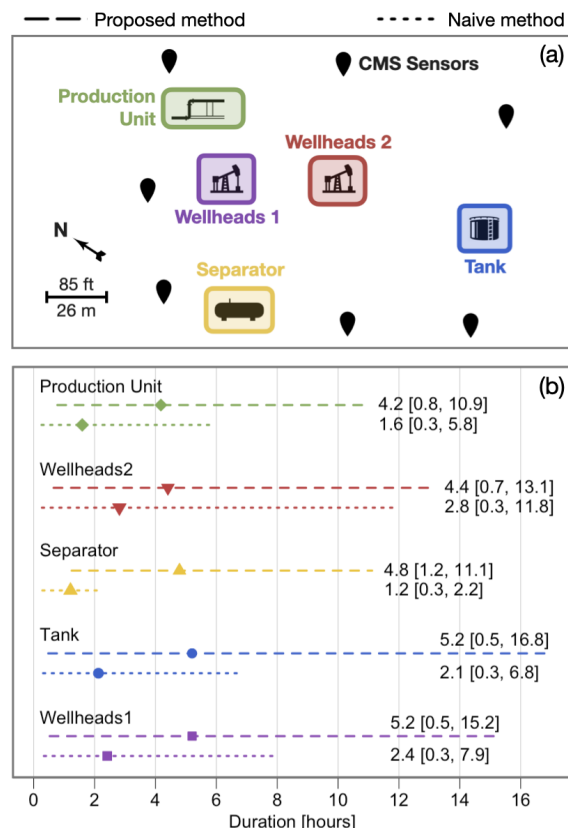 Proposed method
Naive method
(a)
CMS Sensors
Production
Unit
Wellheads 2
Wellheads 1
N
Tank
Separator
85 ft
26 m
(b)
Production Unit
4.2 [0.8, 10.9]
1.6 [0.3, 5.8]
Wellheads2
4.4 [0.7, 13.1]
2.8 [0.3, 11.8]
Separator
4.8 [1.2, 11.1]
1.2 [0.3, 2.2]
Tank
5.2 [0.5, 16.8]
2.1 [0.3, 6.8]
Wellheads1
5.2 [0.5, 15.2]
2.4 [0.3, 7.9]
0 2 4 6 8 10 12 14 16
Duration [hours]